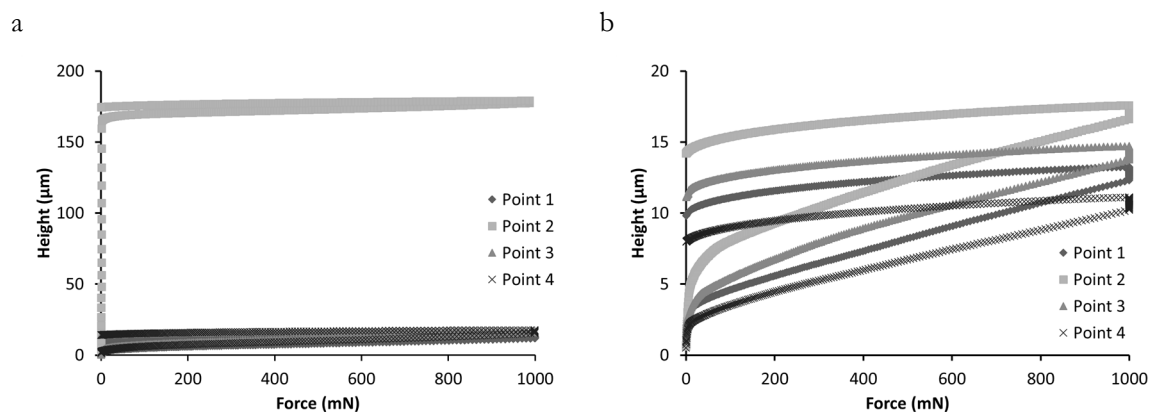 a
b
200
150
100
50
0
Height (µm)
0 200 400 600 800 1000
Force (mN)
Point 1
Point 2
Point 3
Point 4
20
15
10
5
0
Height (µm)
0 200 400 600 800 1000
Force (mN)
Point 1
Point 2
Point 3
Point 4